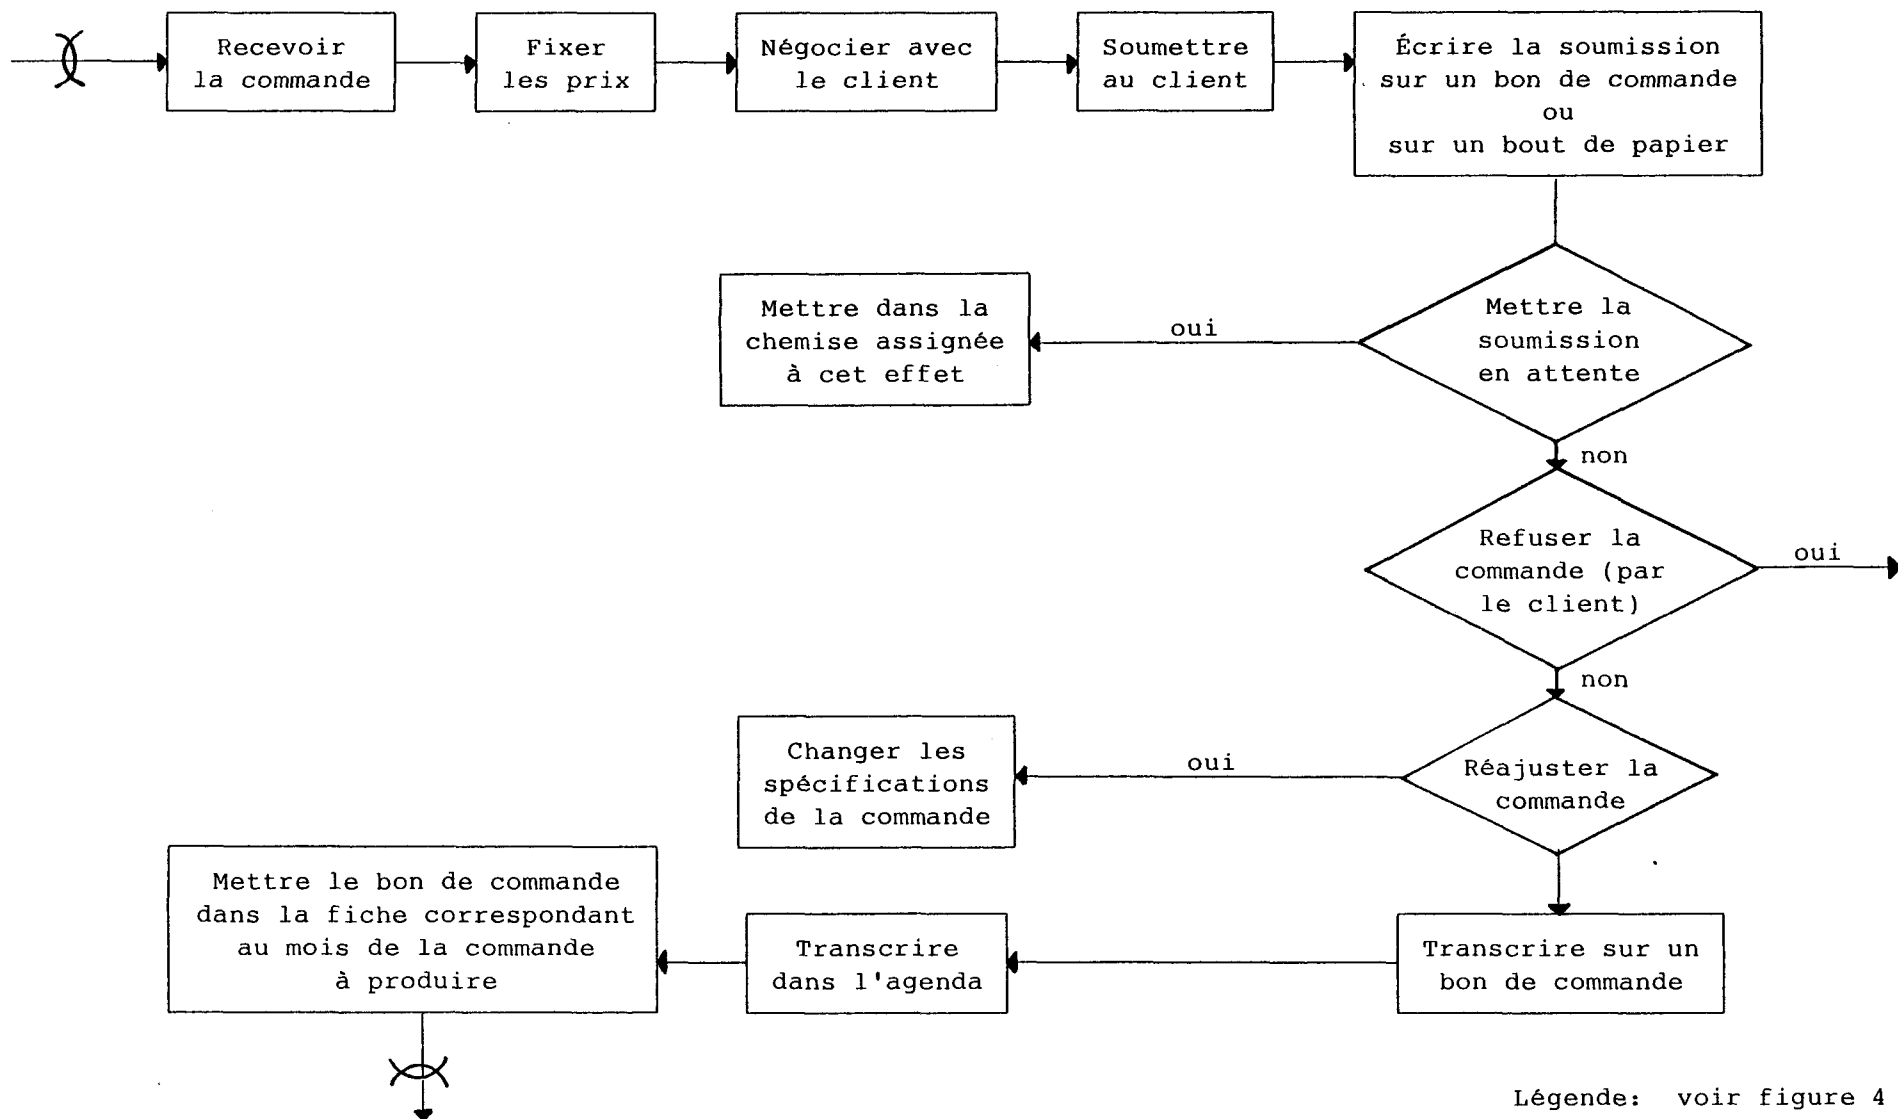 Recevoir
la commande
Fixer
les prix
Négocier avec
le client
Soumettre
au client
Écrire la soumission
sur un bon de commande
ou
sur un bout de papier
Mettre dans la
chemise assignée
à cet effet
oui
Mettre la
soumission
en attente
non
Refuser la
commande (par
le client)
oui
non
Changer les
spécifications
de la commande
oui
Réajuster la
commande
Mettre le bon de commande
dans la fiche correspondant
au mois de la commande
à produire
Transcrire
dans l'agenda
Transcrire sur un
bon de commande
Légende: voir figure 4